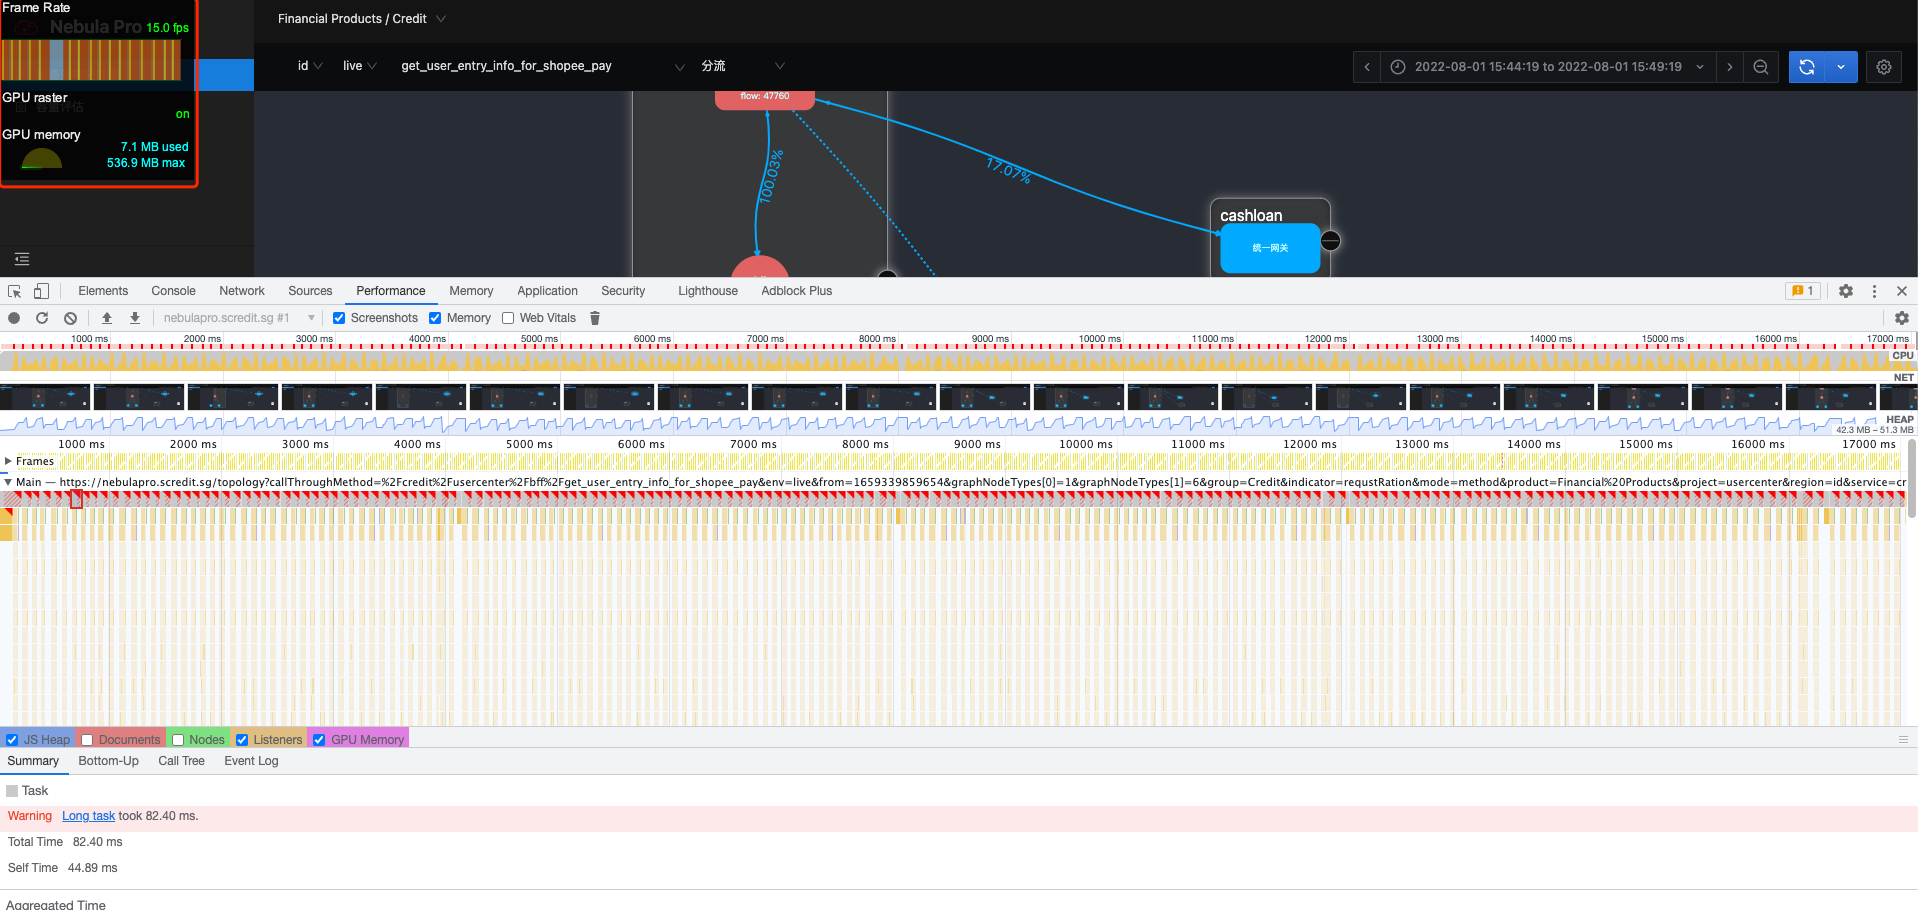 Frame Rate
Nebula Pro
15.0 fps
GPU raster
容量评估
on
GPU memory
7.1 MB used
536.9 MB max
Financial Products / Credit
id
live
get_user_entry_info_for_shopee_pay
分流
2022-08-01 15:44:19 to 2022-08-01 15:49:19
flow: 47760
100.03%
17.07%
cashloan
统一网关
Elements
Console
Network
Sources
Performance
Memory
Application
Security
Lighthouse
Adblock Plus
1
nebulapro.scredit.sg #1
Screenshots
Memory
Web Vitals
1000 ms
2000 ms
3000 ms
4000 ms
5000 ms
6000 ms
7000 ms
8000 ms
9000 ms
10000 ms
11000 ms
12000 ms
13000 ms
14000 ms
15000 ms
16000 ms
17000 ms
CPU
NET
HEAP
42.3 MB – 51.3 MB
1000 ms
2000 ms
3000 ms
4000 ms
5000 ms
6000 ms
7000 ms
8000 ms
9000 ms
10000 ms
11000 ms
12000 ms
13000 ms
14000 ms
15000 ms
16000 ms
17000 ms
Frames
Main — https://nebulapro.scredit.sg/topology?callThroughMethod=%2Fcredit%2Fusercenter%2Fbff%2Fget_user_entry_info_for_shopee_pay&env=live&from=1659339859654&graphNodeTypes[0]=1&graphNodeTypes[1]=6&group=Credit&indicator=requstRation&mode=method&product=Financial%20Products&project=usercenter&region=id&service=cr
JS Heap
Documents
Nodes
Listeners
GPU Memory
Summary
Bottom-Up
Call Tree
Event Log
Task
Warning Long task took 82.40 ms.
Total Time 82.40 ms
Self Time 44.89 ms
Aggregated Time